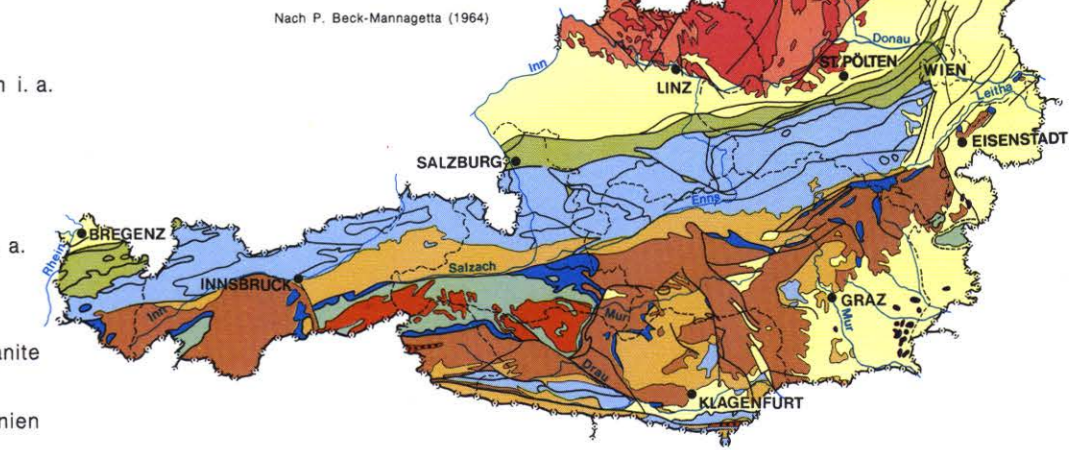 Nach P. Beck-Mannagetta (1964)
Donau
ST.PÖLTEN
WIEN
Inn
LINZ
Leitha
n i. a.
EISENSTADT
SALZBURG
Enns
BREGENZ
a.
Rhein
Salzach
INNSBRUCK
GRAZ
Inn
Mur
Mur
anite
Drau
KLAGENFURT
nien